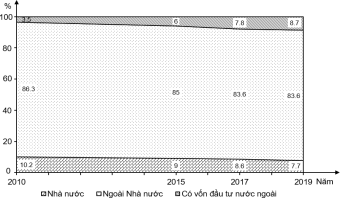 %
100
80
60
40
20
0
3.5 6 7.8 8.7
86.3 85 83.6 83.6
10.2 9 8.6 7.7
2010 2015 2017 2019 Năm
Nhà nước Ngoài Nhà nước Có vốn đầu tư nước ngoài